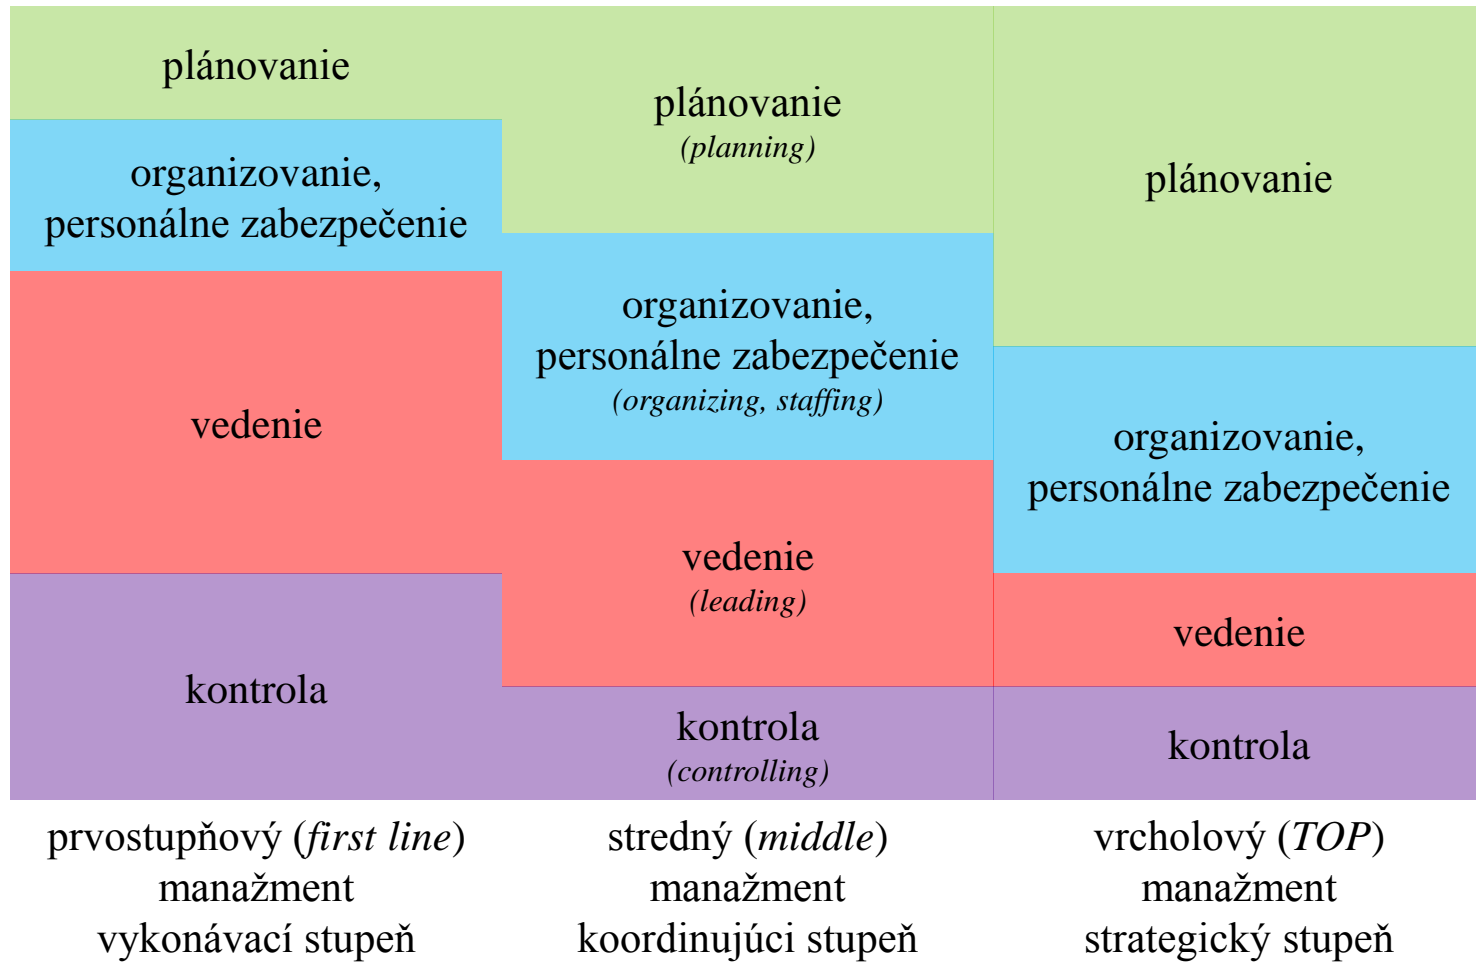 plánovanie
organizovanie,
personálne zabezpečenie
vedenie
kontrola
prvostupňový (first line)
manažment
vykonávací stupeň
plánovanie
(planning)
organizovanie,
personálne zabezpečenie
(organizing, staffing)
vedenie
(leading)
kontrola
(controlling)
stredný (middle)
manažment
koordinujúci stupeň
plánovanie
organizovanie,
personálne zabezpečenie
vedenie
kontrola
vrcholový (TOP)
manažment
strategický stupeň